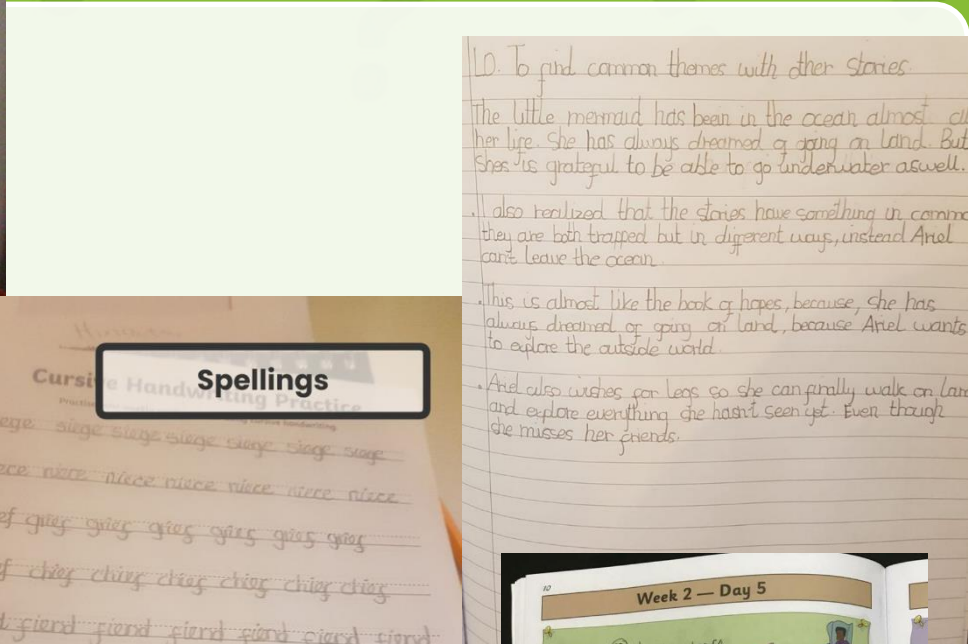 LO. To find common themes with other stories.
The little mermaid has been in the ocean almost
her life. She has always dreamed of going on land. But
shes is grateful to be able to go underwater aswell.
. I also realized that the stories have something in
they are both trapped but in different ways, instead Ariel
can't leave the ocean
. This is almost like the book of hopes, because, she has
always dreamed of going on land, because Ariel wants
to explore the outside world.
. Ariel also wishes for legs so she can finally walk on
and explore everything she hasn't seen yet. Even though
she misses her friends.
Spellings
Cursive Handwriting Practice
siege siege siege siege siege siege
niece niece niece niece niece niece
grief grief grief grief grief grief
chief chief chief chief chief chief
fiend fiend fiend fiend fiend fiend
10
Week 2 — Day 5